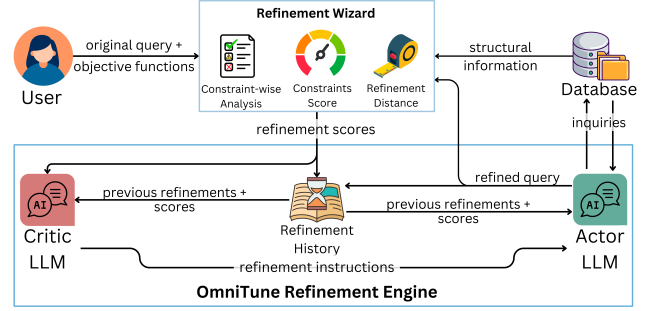 Refinement Wizard
original query +
objective functions
User
Constraint-wise
Analysis
Constraints
Score
Refinement
Distance
structural
information
Database
inquiries
refinement scores
refined query
AI
previous refinements +
scores
previous refinements +
scores
AI
Critic
LLM
Refinement
History
Actor
LLM
refinement instructions
OmniTune Refinement Engine